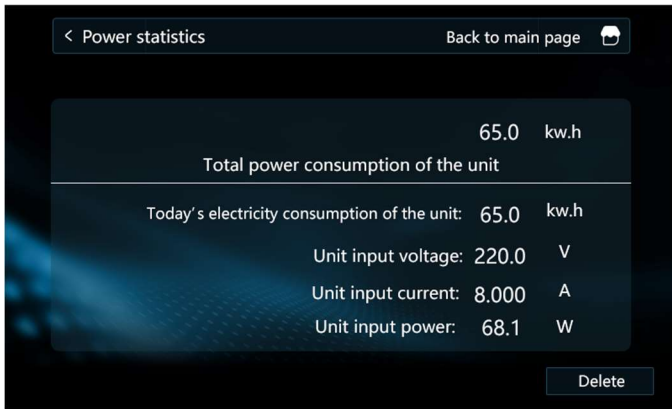 < Power statistics Back to main page
65.0 kw.h
Total power consumption of the unit
Today's electricity consumption of the unit: 65.0 kw.h
Unit input voltage: 220.0 V
Unit input current: 8.000 A
Unit input power: 68.1 W
Delete